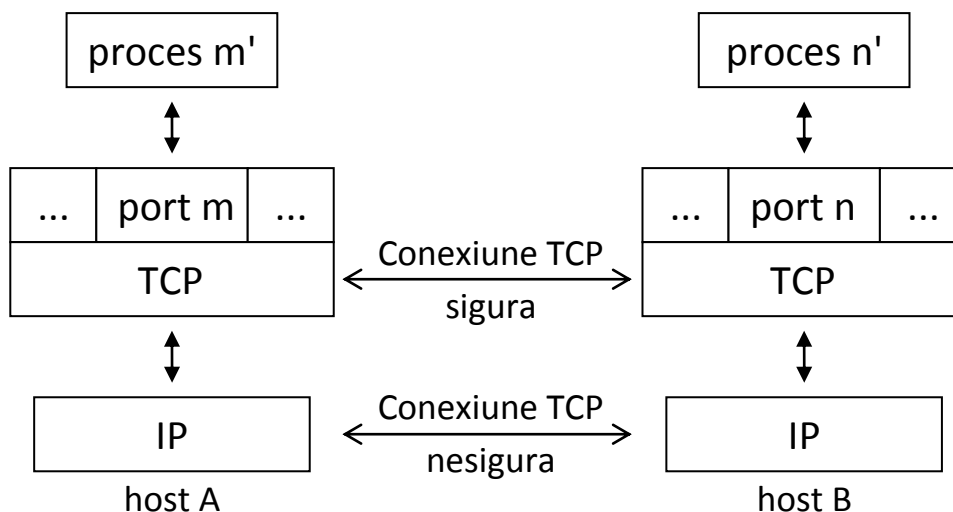 proces m'
proces n'
... port m ...
... port n ...
Conexiune TCP
TCP
TCP
sigura
Conexiune TCP
IP
IP
nesigura
host A
host B